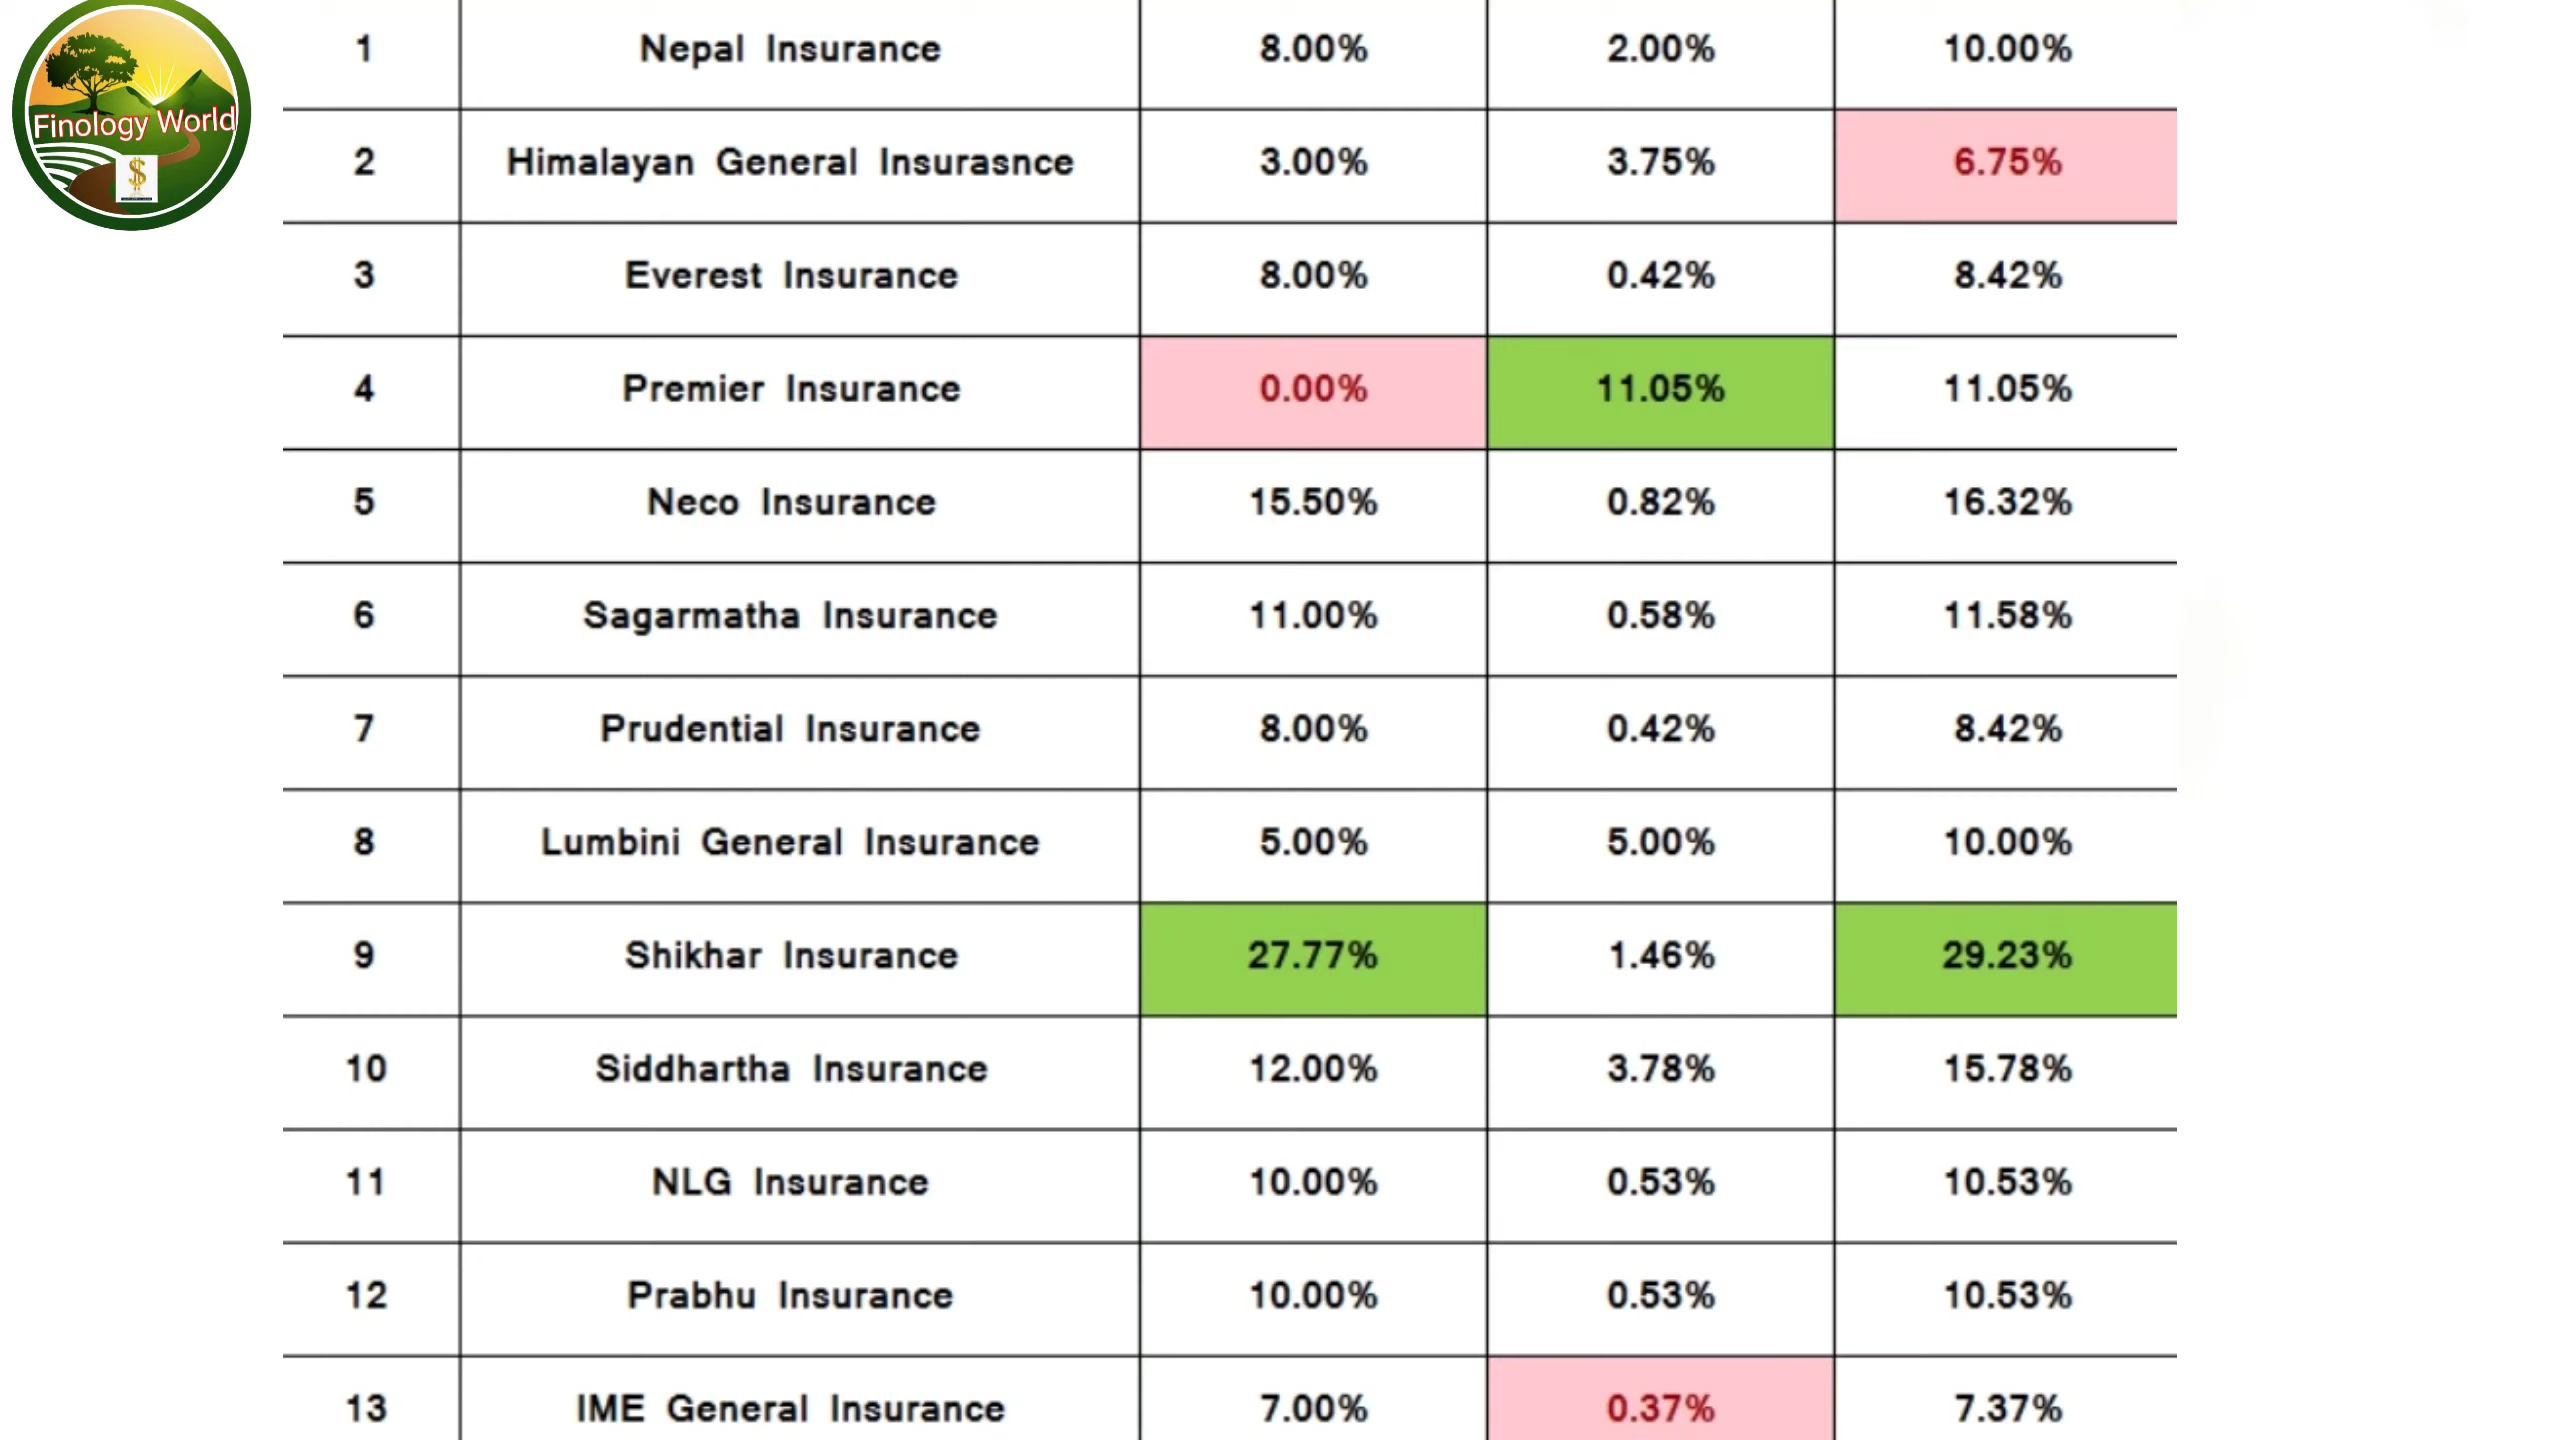 Finology World
$
1 Nepal Insurance 8.00% 2.00% 10.00%
2 Himalayan General Insurasnce 3.00% 3.75% 6.75%
3 Everest Insurance 8.00% 0.42% 8.42%
4 Premier Insurance 0.00% 11.05% 11.05%
5 Neco Insurance 15.50% 0.82% 16.32%
6 Sagarmatha Insurance 11.00% 0.58% 11.58%
7 Prudential Insurance 8.00% 0.42% 8.42%
8 Lumbini General Insurance 5.00% 5.00% 10.00%
9 Shikhar Insurance 27.77% 1.46% 29.23%
10 Siddhartha Insurance 12.00% 3.78% 15.78%
11 NLG Insurance 10.00% 0.53% 10.53%
12 Prabhu Insurance 10.00% 0.53% 10.53%
13 IME General Insurance 7.00% 0.37% 7.37%